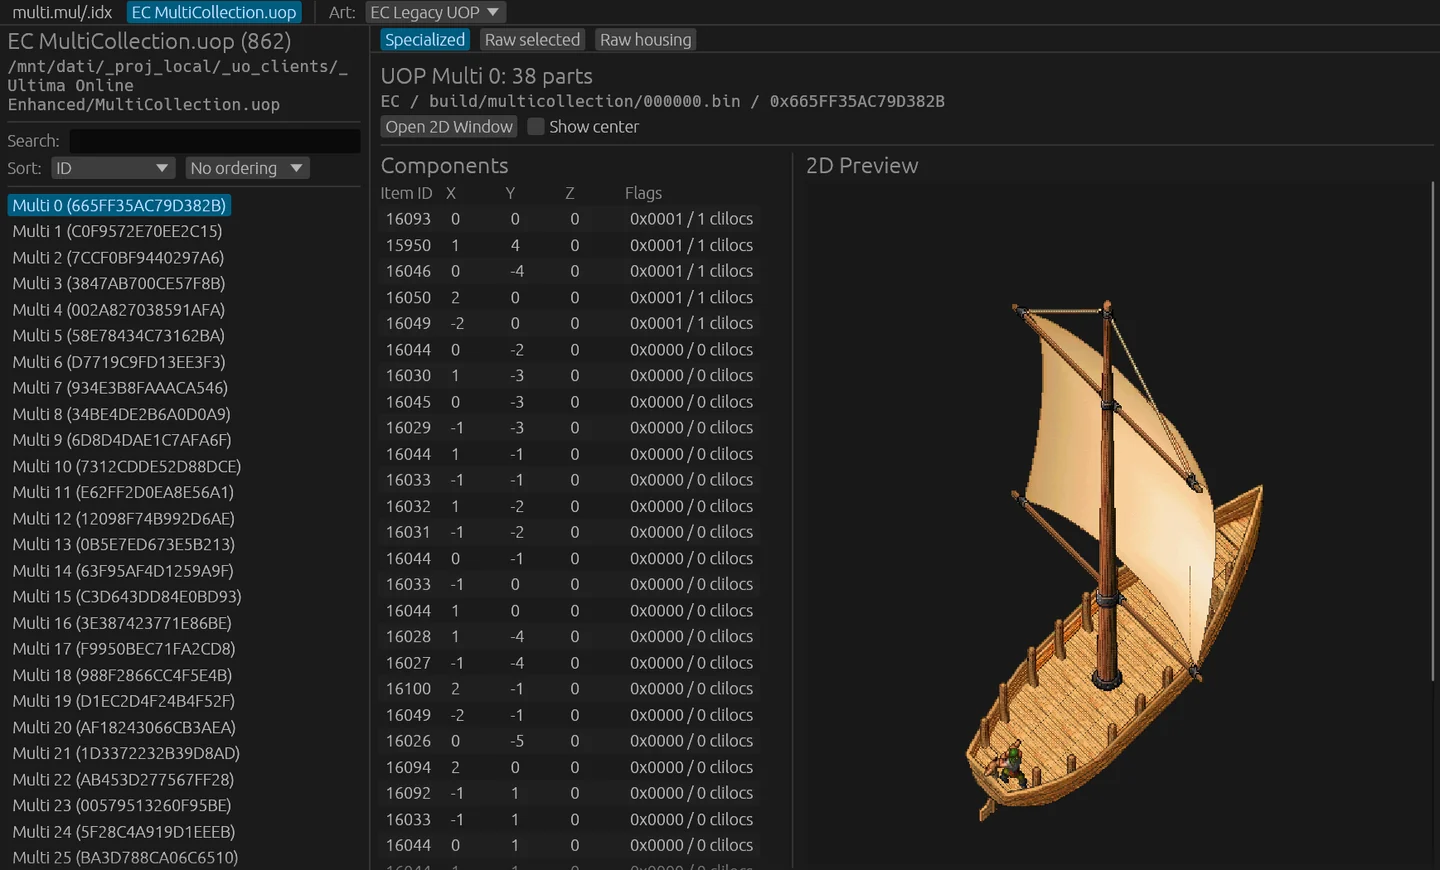 multi.mul/.idx EC MultiCollection.uop Art: EC Legacy UOP
EC MultiCollection.uop (862)
/mnt/dati/_proj_local/_uo_clients/_
Ultima Online
Enhanced/MultiCollection.uop
Search:
Sort: ID No ordering
Multi 0 (665FF35AC79D382B)
Multi 1 (C0F9572E70EE2C15)
Multi 2 (7CCF0BF9440297A6)
Multi 3 (3847AB700CE57F8B)
Multi 4 (002A827038591AFA)
Multi 5 (58E78434C73162BA)
Multi 6 (D7719C9FD13EE3F3)
Multi 7 (934E3B8FAAACA546)
Multi 8 (34BE4DE2B6A0D0A9)
Multi 9 (6D8D4DAE1C7AFA6F)
Multi 10 (7312CDDE52D88DCE)
Multi 11 (E62FF2D0EA8E56A1)
Multi 12 (12098F74B992D6AE)
Multi 13 (0B5E7ED673E5B213)
Multi 14 (63F95AF4D1259A9F)
Multi 15 (C3D643DD84E0BD93)
Multi 16 (3E387423771E86BE)
Multi 17 (F9950BEC71FA2CD8)
Multi 18 (988F2866CC4F5E4B)
Multi 19 (D1EC2D4F24B4F52F)
Multi 20 (AF18243066CB3AEA)
Multi 21 (1D3372232B39D8AD)
Multi 22 (AB453D277567FF28)
Multi 23 (00579513260F95BE)
Multi 24 (5F28C4A919D1EEEB)
Multi 25 (BA3D788CA06C6510)
Specialized Raw selected Raw housing
UOP Multi 0: 38 parts
EC / build/multicollection/000000.bin / 0x665FF35AC79D382B
Open 2D Window Show center
Components
Item ID X Y Z Flags
16093 0 0 0 0x0001 / 1 clilocs
15950 1 4 0 0x0001 / 1 clilocs
16046 0 -4 0 0x0001 / 1 clilocs
16050 2 0 0 0x0001 / 1 clilocs
16049 -2 0 0 0x0001 / 1 clilocs
16044 0 -2 0 0x0000 / 0 clilocs
16030 1 -3 0 0x0000 / 0 clilocs
16045 0 -3 0 0x0000 / 0 clilocs
16029 -1 -3 0 0x0000 / 0 clilocs
16044 1 -1 0 0x0000 / 0 clilocs
16033 -1 -1 0 0x0000 / 0 clilocs
16032 1 -2 0 0x0000 / 0 clilocs
16031 -1 -2 0 0x0000 / 0 clilocs
16044 0 -1 0 0x0000 / 0 clilocs
16033 -1 0 0 0x0000 / 0 clilocs
16044 1 0 0 0x0000 / 0 clilocs
16028 1 -4 0 0x0000 / 0 clilocs
16027 -1 -4 0 0x0000 / 0 clilocs
16100 2 -1 0 0x0000 / 0 clilocs
16049 -2 -1 0 0x0000 / 0 clilocs
16026 0 -5 0 0x0000 / 0 clilocs
16094 2 0 0 0x0000 / 0 clilocs
16092 -1 1 0 0x0000 / 0 clilocs
16033 -1 1 0 0x0000 / 0 clilocs
16044 0 1 0 0x0000 / 0 clilocs
2D Preview